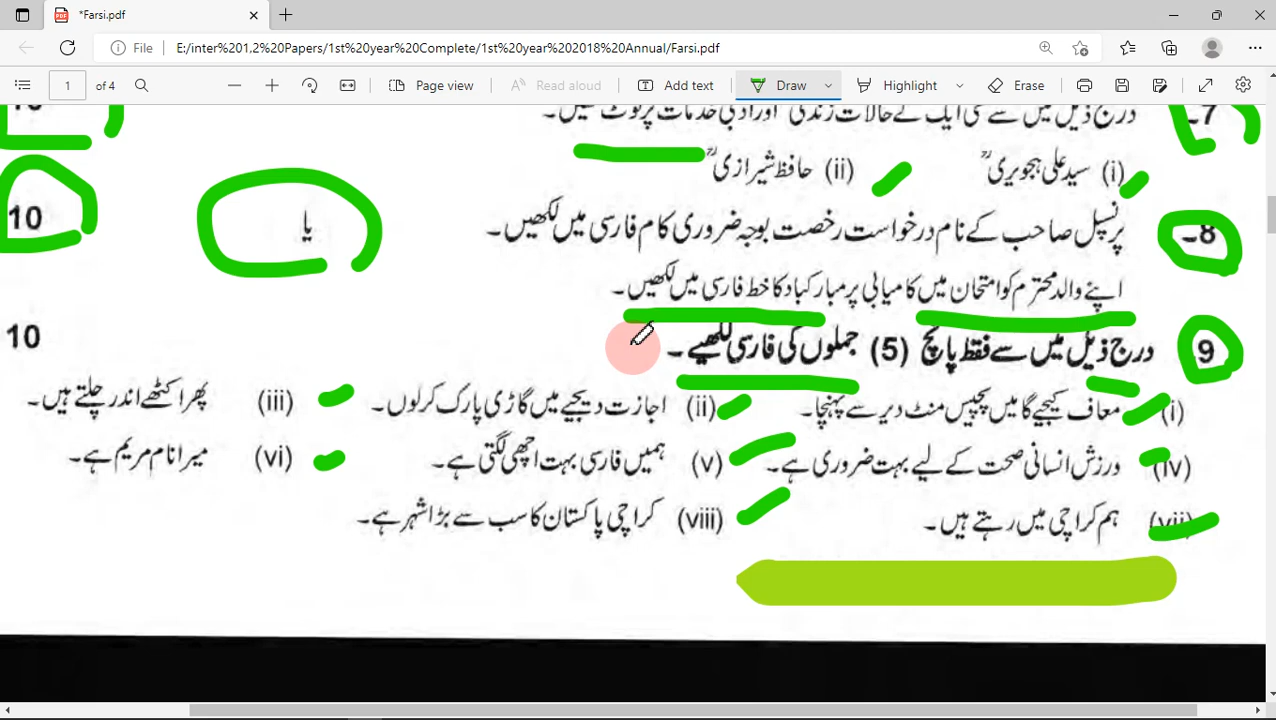 *Farsi.pdf
File E:/inter%201,2%20Papers/1st%20year%20Complete/1st%20year%202018%20Annual/Farsi.pdf
1 of 4 Page view Read aloud Add text Draw Highlight Erase
7۔ درج ذیل میں سے کسی ایک کے حالات زندگی اور ادبی خدمات پر نوٹ لکھیں۔ 10
(i) سید علی ہجویریؒ (ii) حافظ شیرازیؒ
8۔ پرنسپل صاحب کے نام درخواست رخصت بوجہ ضروری کام فارسی میں لکھیں۔ یا 10
اپنے والد محترم کو امتحان میں کامیابی پر مبارکباد کا خط فارسی میں لکھیں۔
9 درج ذیل میں سے فقط پانچ (5) جملوں کی فارسی لکھیے۔ 10
(i) معاف کیجیے گا میں پچیس منٹ دیر سے پہنچا۔ (ii) اجازت دیجیے میں گاڑی پارک کر لوں۔ (iii) پھر اکٹھے اندر چلتے ہیں۔
(iv) ورزش انسانی صحت کے لیے بہت ضروری ہے۔ (v) ہمیں فارسی بہت اچھی لگتی ہے۔ (vi) میرا نام مریم ہے۔
(vii) ہم کراچی میں رہتے ہیں۔ (viii) کراچی پاکستان کا سب سے بڑا شہر ہے۔